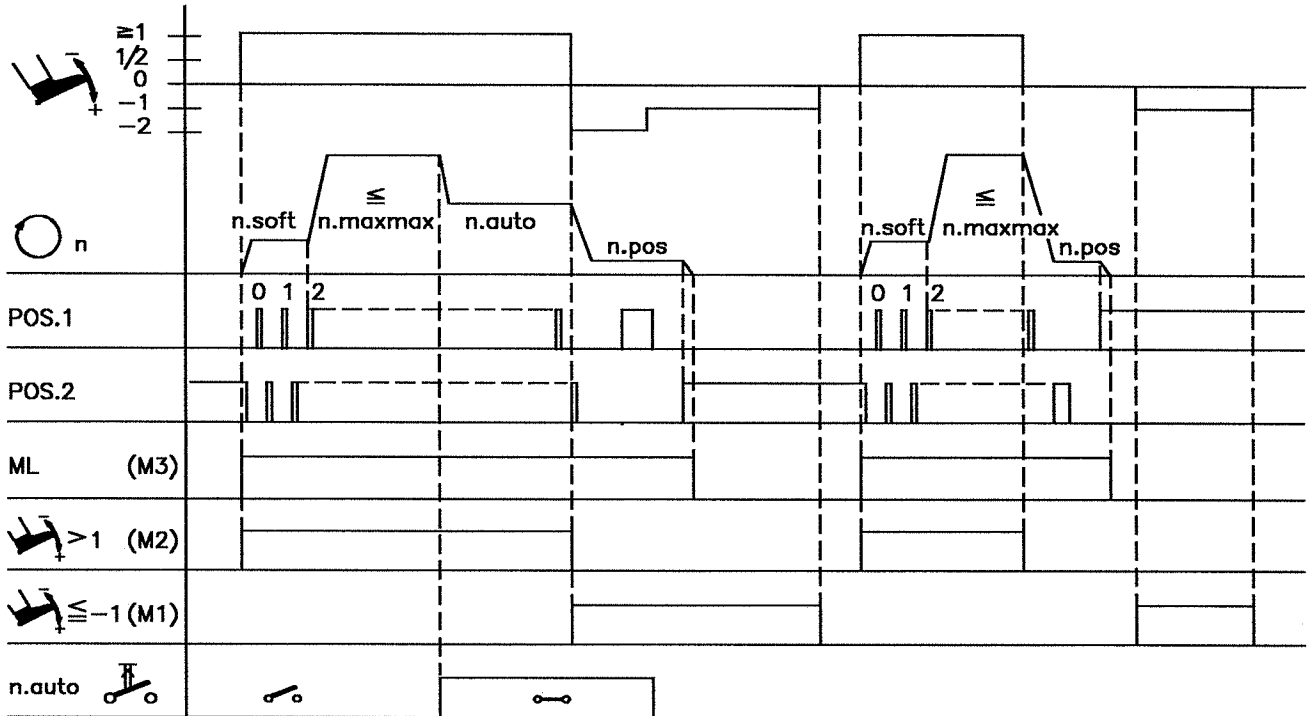 ≧1
1/2
0
−1
−2
− +
n
n.soft
≦ n.maxmax
n.auto
n.pos
n.soft
≦ n.maxmax
n.pos
POS.1
0 1 2
0 1 2
POS.2
ML (M3)
− + >1 (M2)
− + ≦−1 (M1)
n.auto